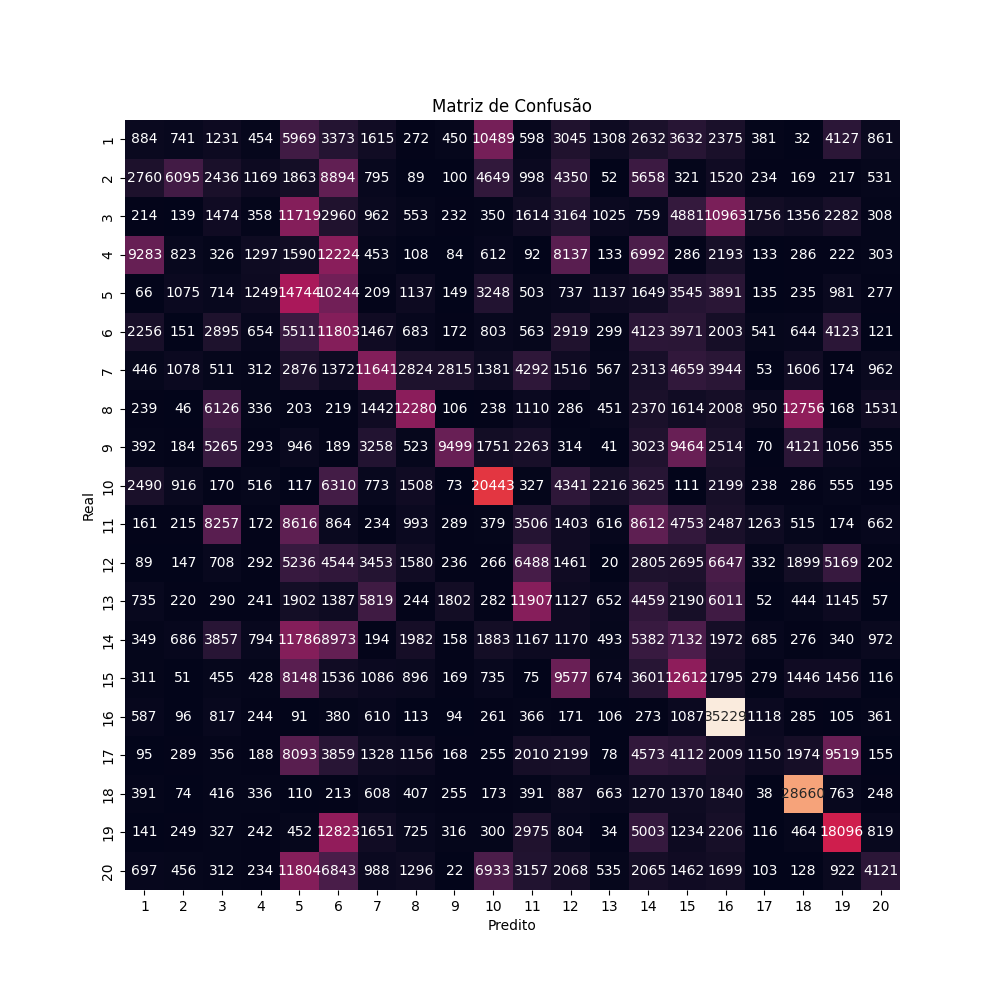 Matriz de Confusão
1 884 741 1231 454 5969 3373 1615 272 450 10489 598 3045 1308 2632 3632 2375 381 32 4127 861
2 2760 6095 2436 1169 1863 8894 795 89 100 4649 998 4350 52 5658 321 1520 234 169 217 531
3 214 139 1474 358 11719 2960 962 553 232 350 1614 3164 1025 759 4881 10963 1756 1356 2282 308
4 9283 823 326 1297 1590 12224 453 108 84 612 92 8137 133 6992 286 2193 133 286 222 303
5 66 1075 714 1249 14744 10244 209 1137 149 3248 503 737 1137 1649 3545 3891 135 235 981 277
6 2256 151 2895 654 5511 11803 1467 683 172 803 563 2919 299 4123 3971 2003 541 644 4123 121
7 446 1078 511 312 2876 1372 11641 2824 2815 1381 4292 1516 567 2313 4659 3944 53 1606 174 962
8 239 46 6126 336 203 219 1442 12280 106 238 1110 286 451 2370 1614 2008 950 12756 168 1531
9 392 184 5265 293 946 189 3258 523 9499 1751 2263 314 41 3023 9464 2514 70 4121 1056 355
10 2490 916 170 516 117 6310 773 1508 73 20443 327 4341 2216 3625 111 2199 238 286 555 195
11 161 215 8257 172 8616 864 234 993 289 379 3506 1403 616 8612 4753 2487 1263 515 174 662
12 89 147 708 292 5236 4544 3453 1580 236 266 6488 1461 20 2805 2695 6647 332 1899 5169 202
13 735 220 290 241 1902 1387 5819 244 1802 282 11907 1127 652 4459 2190 6011 52 444 1145 57
14 349 686 3857 794 11786 8973 194 1982 158 1883 1167 1170 493 5382 7132 1972 685 276 340 972
15 311 51 455 428 8148 1536 1086 896 169 735 75 9577 674 3601 12612 1795 279 1446 1456 116
16 587 96 817 244 91 380 610 113 94 261 366 171 106 273 1087 35229 1118 285 105 361
17 95 289 356 188 8093 3859 1328 1156 168 255 2010 2199 78 4573 4112 2009 1150 1974 9519 155
18 391 74 416 336 110 213 608 407 255 173 391 887 663 1270 1370 1840 38 28660 763 248
19 141 249 327 242 452 12823 1651 725 316 300 2975 804 34 5003 1234 2206 116 464 18096 819
20 697 456 312 234 11804 6843 988 1296 22 6933 3157 2068 535 2065 1462 1699 103 128 922 4121
1 2 3 4 5 6 7 8 9 10 11 12 13 14 15 16 17 18 19 20
Real
Predito